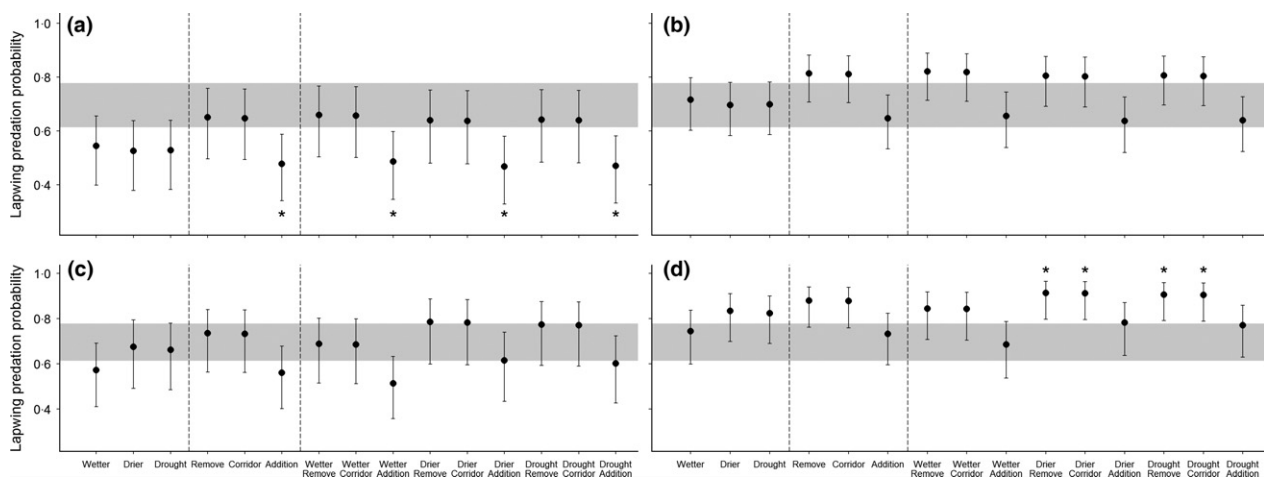 (a)
Lapwing predation probability
1·0
0·8
0·6
0·4
*
*
*
*
(b)
(c)
Lapwing predation probability
1·0
0·8
0·6
0·4
Wetter
Drier
Drought
Remove
Corridor
Addition
Wetter
Remove
Wetter
Corridor
Wetter
Addition
Drier
Remove
Drier
Corridor
Drier
Addition
Drought
Remove
Drought
Corridor
Drought
Addition
(d)
*
*
*
*
Wetter
Drier
Drought
Remove
Corridor
Addition
Wetter
Remove
Wetter
Corridor
Wetter
Addition
Drier
Remove
Drier
Corridor
Drier
Addition
Drought
Remove
Drought
Corridor
Drought
Addition